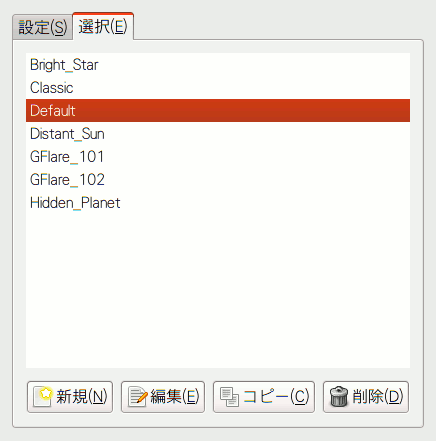 設定(S) 選択(E)
Bright_Star
Classic
Default
Distant_Sun
GFlare_101
GFlare_102
Hidden_Planet
新規(N) 編集(E) コピー(C) 削除(D)